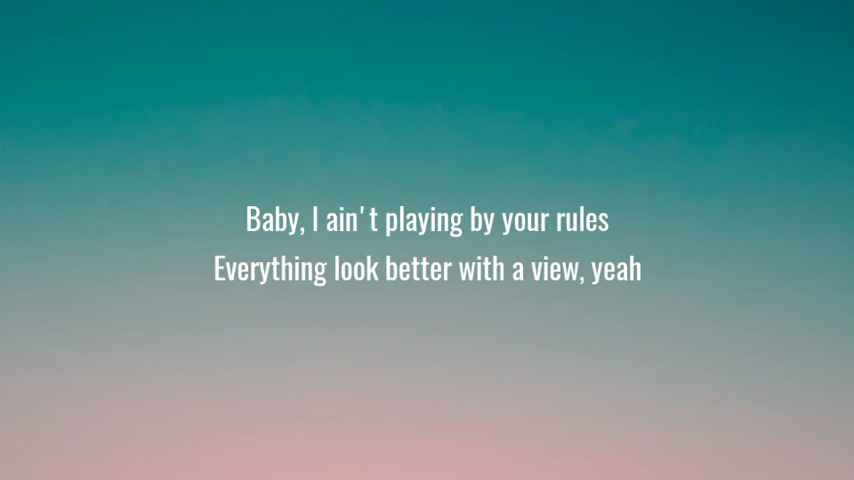 Baby, I ain't playing by your rules
Everything look better with a view, yeah